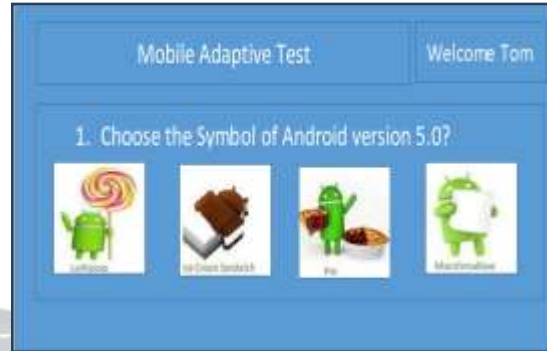 Mobile Adaptive Test
Welcome Tom
1. Choose the Symbol of Android version 5.0?
Lollipop
Ice Cream Sandwich
Pie
Marshmallow